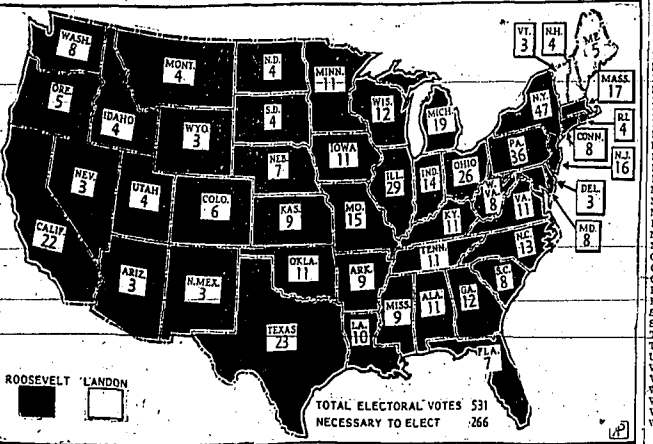 WASH.
8
ORE.
5
CALIF.
22
NEV.
3
IDAHO
4
MONT.
4
WYO.
3
UTAH
4
ARIZ.
3
COLO.
6
N.MEX.
3
N.D.
4
S.D.
4
NEB.
7
KAS.
9
OKLA.
11
TEXAS
23
MINN.
11
IOWA
11
MO.
15
ARK.
9
LA.
10
WIS.
12
ILL.
29
MICH.
19
IND.
14
OHIO
26
KY.
11
TENN.
11
MISS.
9
ALA.
11
GA.
12
FLA.
7
S.C.
8
N.C.
13
VA.
11
W.V.
8
PA.
36
N.Y.
47
VT.
3
N.H.
4
ME.
5
MASS.
17
R.I.
4
CONN.
8
N.J.
16
DEL.
3
MD.
8
ROOSEVELT LANDON
TOTAL ELECTORAL VOTES 531
NECESSARY TO ELECT 266
AP